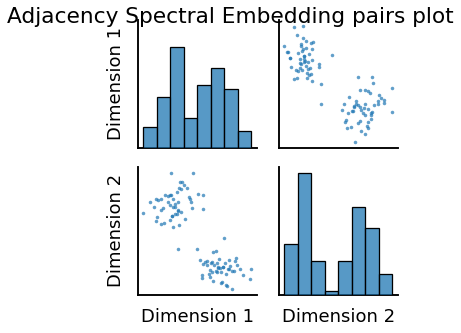 Adjacency Spectral Embedding pairs plot
Dimension 1
Dimension 2
Dimension 1
Dimension 2